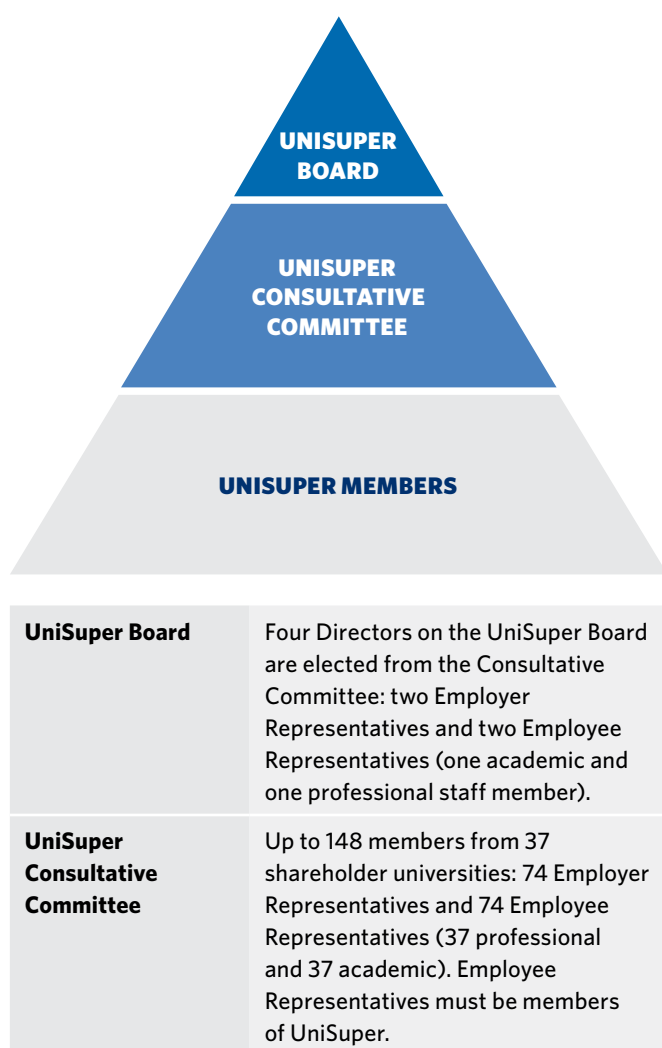 UNISUPER
BOARD
UNISUPER
CONSULTATIVE
COMMITTEE
UNISUPER MEMBERS
UniSuper Board
Four Directors on the UniSuper Board
are elected from the Consultative
Committee: two Employer
Representatives and two Employee
Representatives (one academic and
one professional staff member).
UniSuper
Consultative
Committee
Up to 148 members from 37
shareholder universities: 74 Employer
Representatives and 74 Employee
Representatives (37 professional
and 37 academic). Employee
Representatives must be members
of UniSuper.